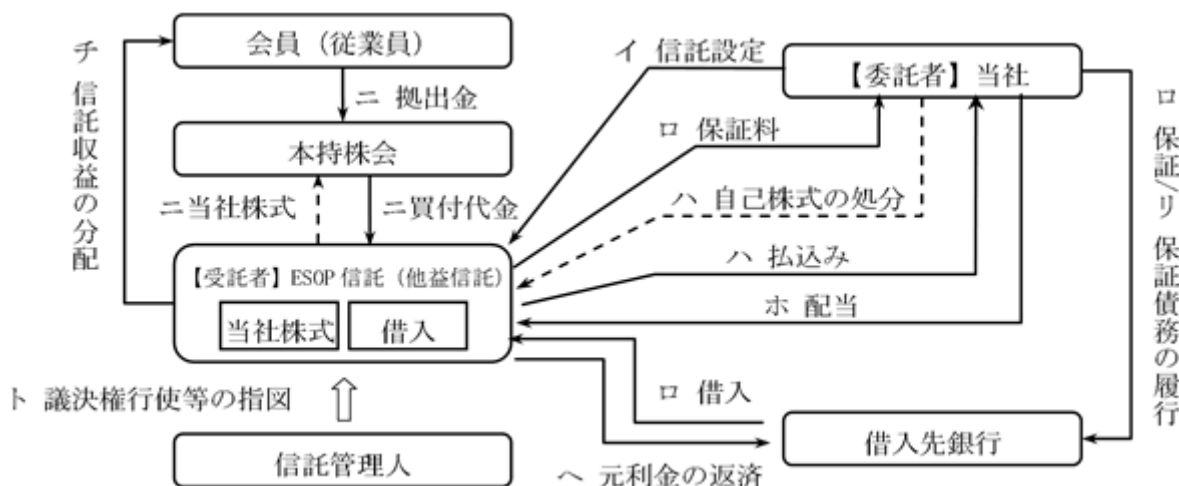 会員（従業員）
イ 信託設定
【委託者】当社
チ 信託収益の分配
ニ 拠出金
ロ 保証料
ロ 保証/リ 保証債務の履行
本持株会
ニ当社株式
ニ買付代金
ハ 自己株式の処分
【受託者】ESOP 信託（他益信託）
ハ 払込み
当社株式
借入
ホ 配当
ト 議決権行使等の指図
ロ 借入
信託管理人
ヘ 元利金の返済
借入先銀行